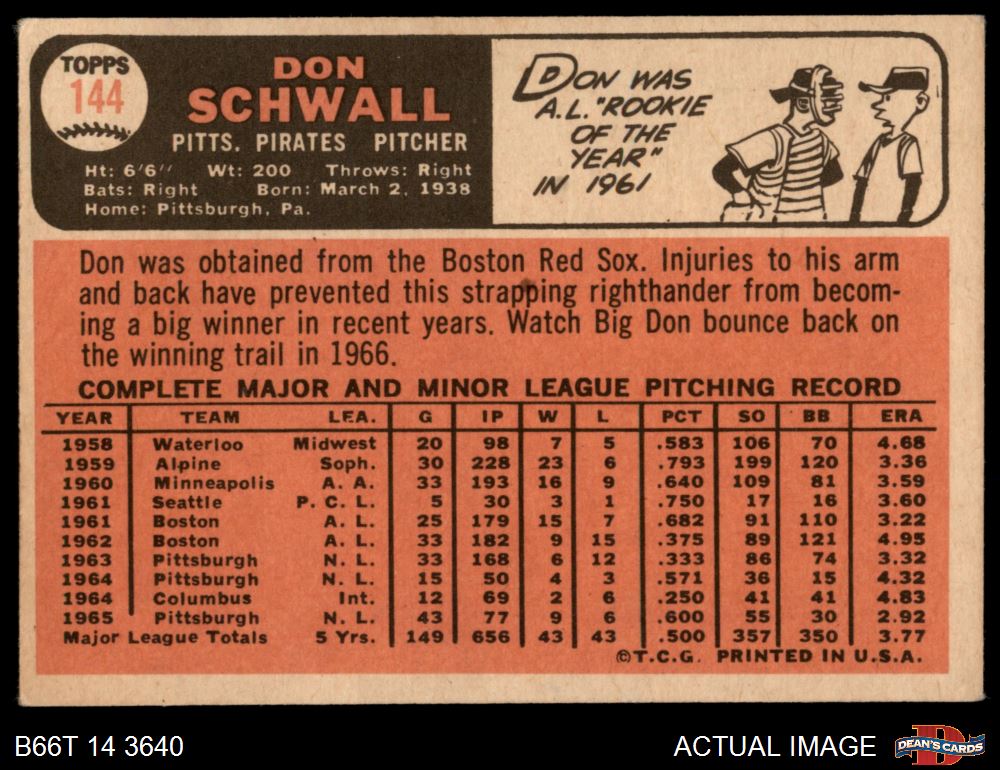 TOPPS
144
DON
SCHWALL
PITTS. PIRATES PITCHER
Ht: 6'6" Wt: 200 Throws: Right
Bats: Right Born: March 2, 1938
Home: Pittsburgh, Pa.
DON WAS
A.L. "ROOKIE
OF THE
YEAR"
IN 1961
Don was obtained from the Boston Red Sox. Injuries to his arm
and back have prevented this strapping righthander from becom-
ing a big winner in recent years. Watch Big Don bounce back on
the winning trail in 1966.
COMPLETE MAJOR AND MINOR LEAGUE PITCHING RECORD
YEAR TEAM LEA. G IP W L PCT SO BB ERA
1958 Waterloo Midwest 20 98 7 5 .583 106 70 4.68
1959 Alpine Soph. 30 228 23 6 .793 199 120 3.36
1960 Minneapolis A. A. 33 193 16 9 .640 109 81 3.59
1961 Seattle P. C. L. 5 30 3 1 .750 17 16 3.60
1961 Boston A. L. 25 179 15 7 .682 91 110 3.22
1962 Boston A. L. 33 182 9 15 .375 89 121 4.95
1963 Pittsburgh N. L. 33 168 6 12 .333 86 74 3.32
1964 Pittsburgh N. L. 15 50 4 3 .571 36 15 4.32
1964 Columbus Int. 12 69 2 6 .250 41 41 4.83
1965 Pittsburgh N. L. 43 77 9 6 .600 55 30 2.92
Major League Totals 5 Yrs. 149 656 43 43 .500 357 350 3.77
©T.C.G. PRINTED IN U.S.A.
B66T 14 3640
ACTUAL IMAGE
D
DEAN'S CARDS